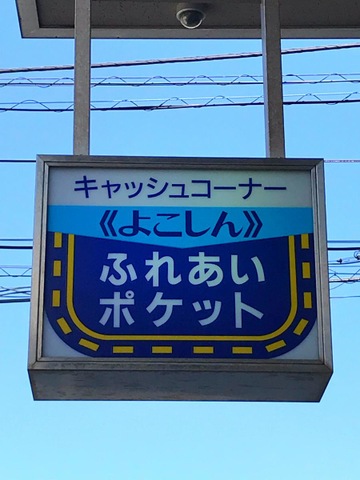 キャッシュコーナー
《よこしん》
ふれあい
ポケット